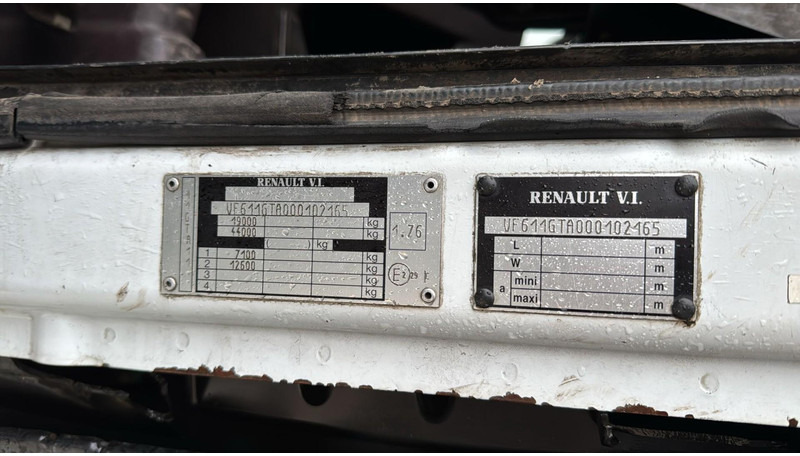 RENAULT V.I.
VF611GTA000102165
19000 kg
44000 kg
( ) kg
1 7100 kg
2 12600 kg
3 kg
4 kg
1.76
E2
RENAULT V.I.
VF611GTA000102165
L m
W m
a mini m
maxi m